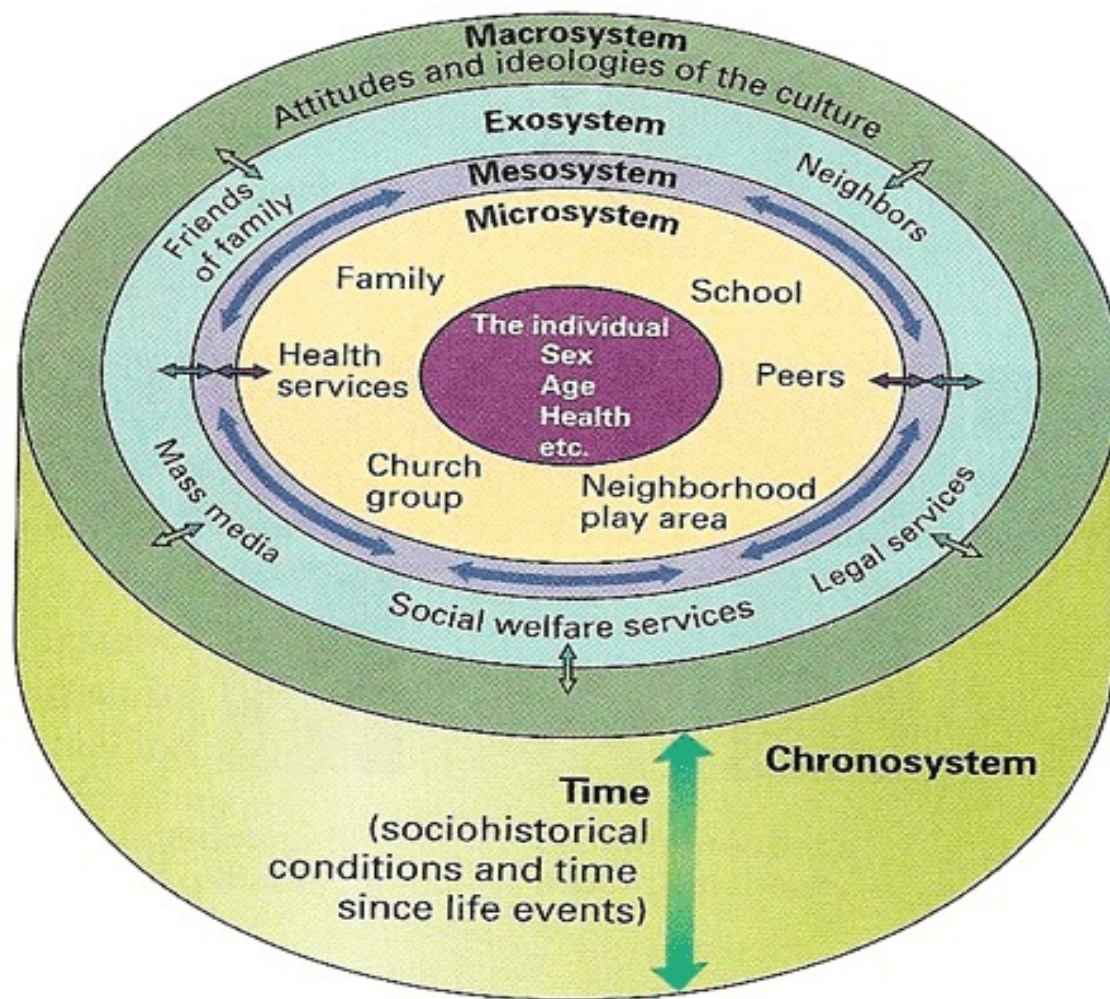 Macrosystem
Attitudes and ideologies of the culture
Exosystem
Mesosystem
Microsystem
Friends
of family
Neighbors
Family
School
The individual
Sex
Age
Health
etc.
Health
services
Peers
Church
group
Neighborhood
play area
Mass media
Legal services
Social welfare services
Chronosystem
Time
(sociohistorical
conditions and time
since life events)